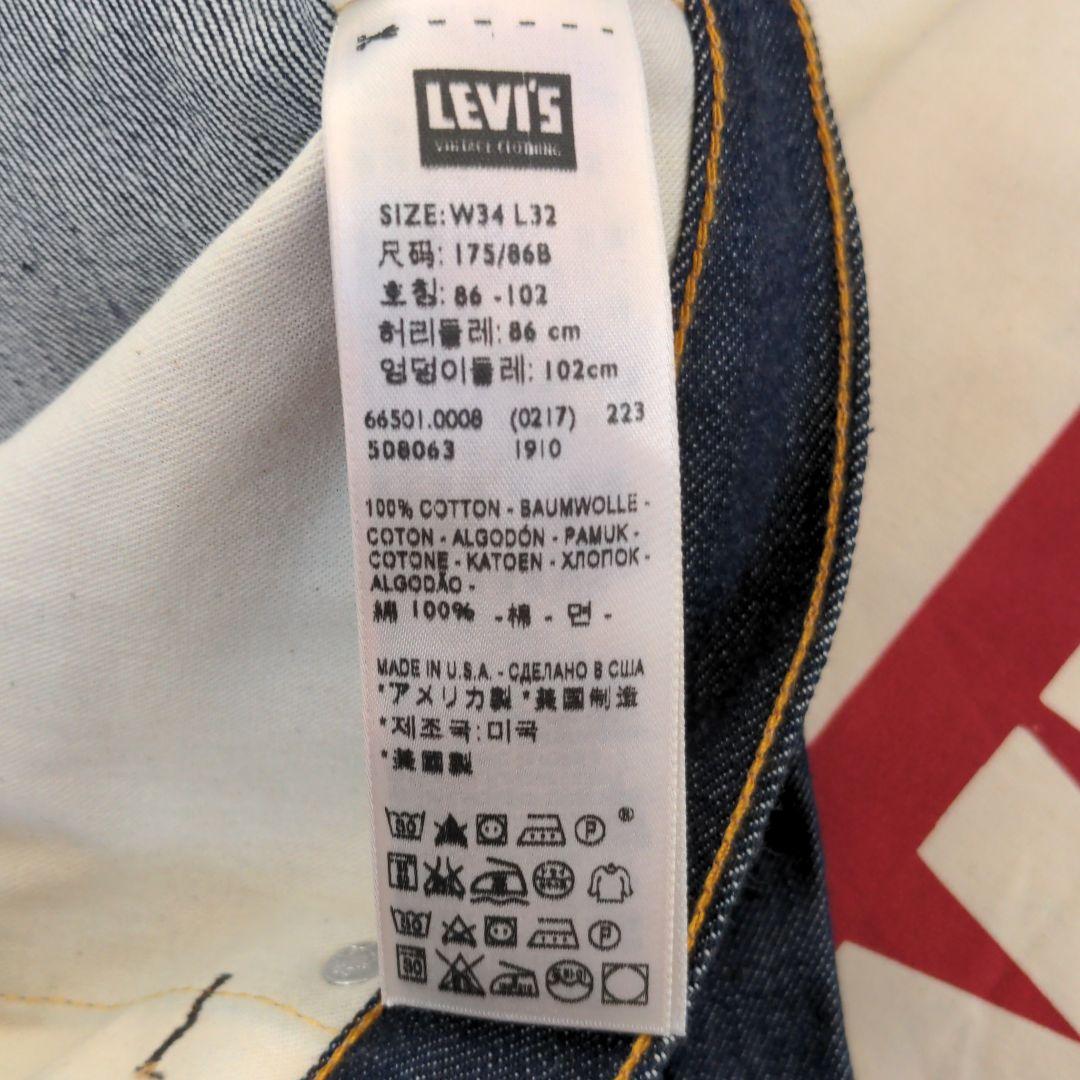 LEVI'S
VINTAGE CLOTHING
SIZE: W34 L32
尺码: 175/86B
호칭: 86 -102
허리둘레: 86 cm
엉덩이둘레: 102cm
66501.0008 (0217) 223
508063 1910
100% COTTON - BAUMWOLLE -
COTON - ALGODÓN - PAMUK -
COTONE - KATOEN - ХЛОПОК -
ALGODÃO -
綿 100% - 棉 - 면 -
MADE IN U.S.A. - СДЕЛАНО В США
*アメリカ製 *美國制造
*제조국: 미국
*美國製
P ®
P